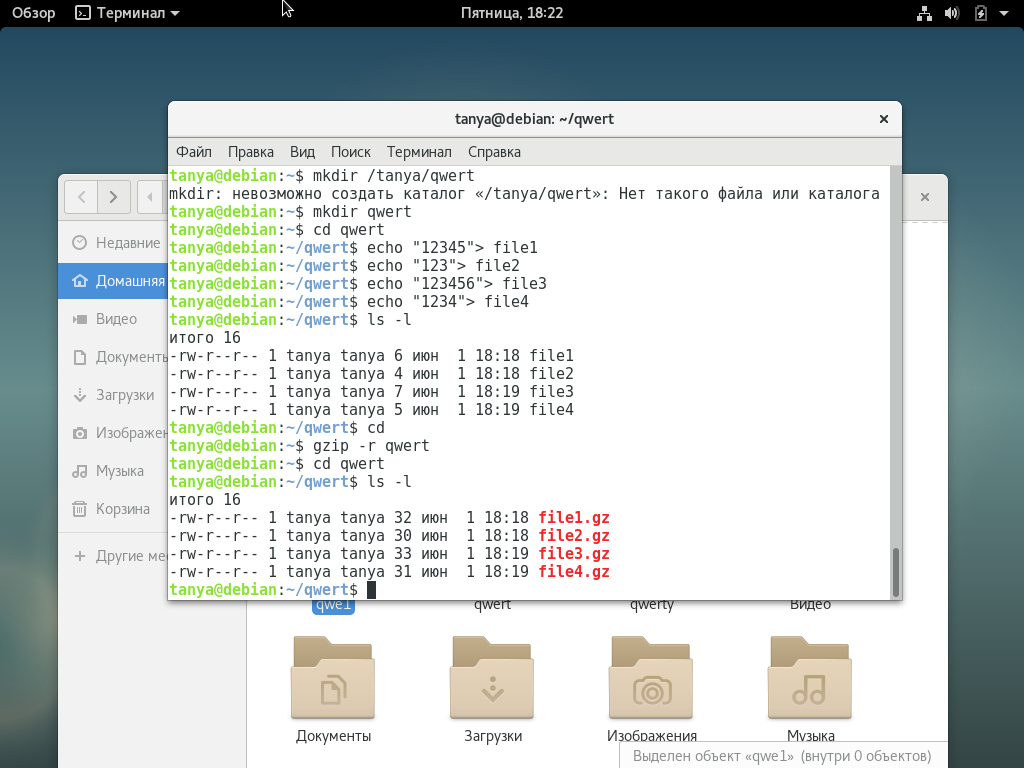 Обзор Терминал Пятница, 18:22
tanya@debian: ~/qwert
Файл Правка Вид Поиск Терминал Справка
tanya@debian:~$ mkdir /tanya/qwert
mkdir: невозможно создать каталог «/tanya/qwert»: Нет такого файла или каталога
tanya@debian:~$ mkdir qwert
tanya@debian:~$ cd qwert
tanya@debian:~/qwert$ echo "12345"> file1
tanya@debian:~/qwert$ echo "123"> file2
tanya@debian:~/qwert$ echo "123456"> file3
tanya@debian:~/qwert$ echo "1234"> file4
tanya@debian:~/qwert$ ls -l
итого 16
-rw-r--r-- 1 tanya tanya 6 июн  1 18:18 file1
-rw-r--r-- 1 tanya tanya 4 июн  1 18:18 file2
-rw-r--r-- 1 tanya tanya 7 июн  1 18:19 file3
-rw-r--r-- 1 tanya tanya 5 июн  1 18:19 file4
tanya@debian:~/qwert$ cd
tanya@debian:~$ gzip -r qwert
tanya@debian:~$ cd qwert
tanya@debian:~/qwert$ ls -l
итого 16
-rw-r--r-- 1 tanya tanya 32 июн  1 18:18 file1.gz
-rw-r--r-- 1 tanya tanya 30 июн  1 18:18 file2.gz
-rw-r--r-- 1 tanya tanya 33 июн  1 18:19 file3.gz
-rw-r--r-- 1 tanya tanya 31 июн  1 18:19 file4.gz
tanya@debian:~/qwert$
Недавние
Домашняя
Видео
Документы
Загрузки
Изображен
Музыка
Корзина
Другие мес
qwe1 qwert qwerty Видео
Документы Загрузки Изображения Музыка
Выделен объект «qwe1» (внутри 0 объектов)